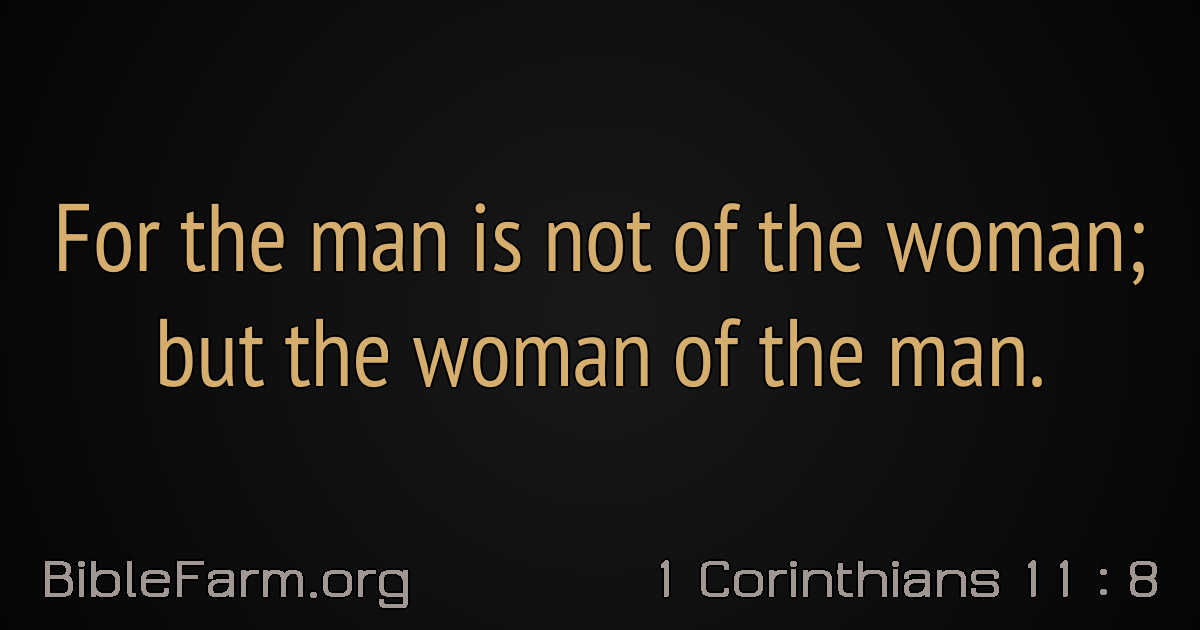 For the man is not of the woman;
but the woman of the man.
BibleFarm.org
1 Corinthians 11 : 8